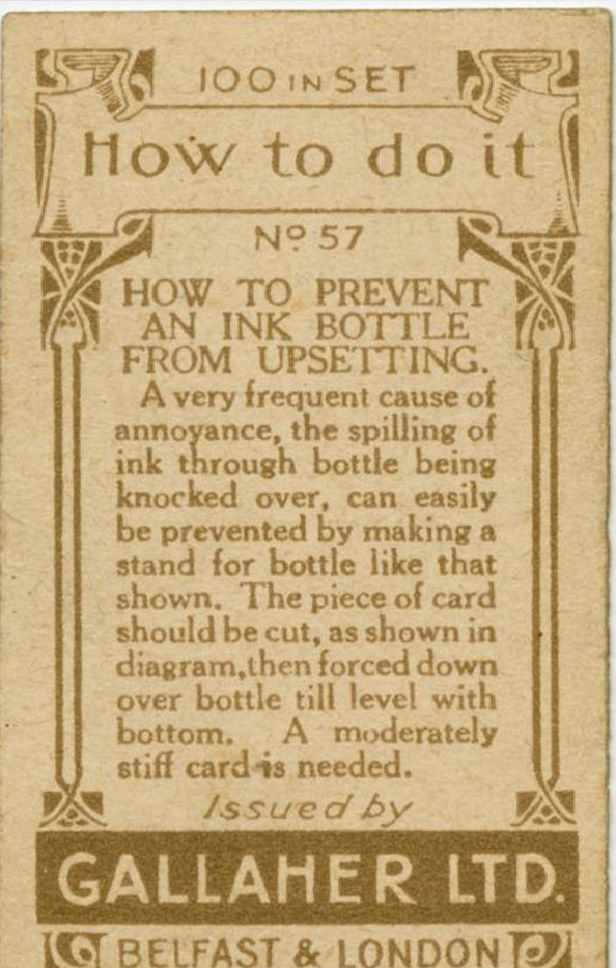 100 IN SET
How to do it
Nº 57
HOW TO PREVENT
AN INK BOTTLE
FROM UPSETTING.
A very frequent cause of
annoyance, the spilling of
ink through bottle being
knocked over, can easily
be prevented by making a
stand for bottle like that
shown. The piece of card
should be cut, as shown in
diagram, then forced down
over bottle till level with
bottom. A moderately
stiff card is needed.
Issued by
GALLAHER LTD.
BELFAST & LONDON